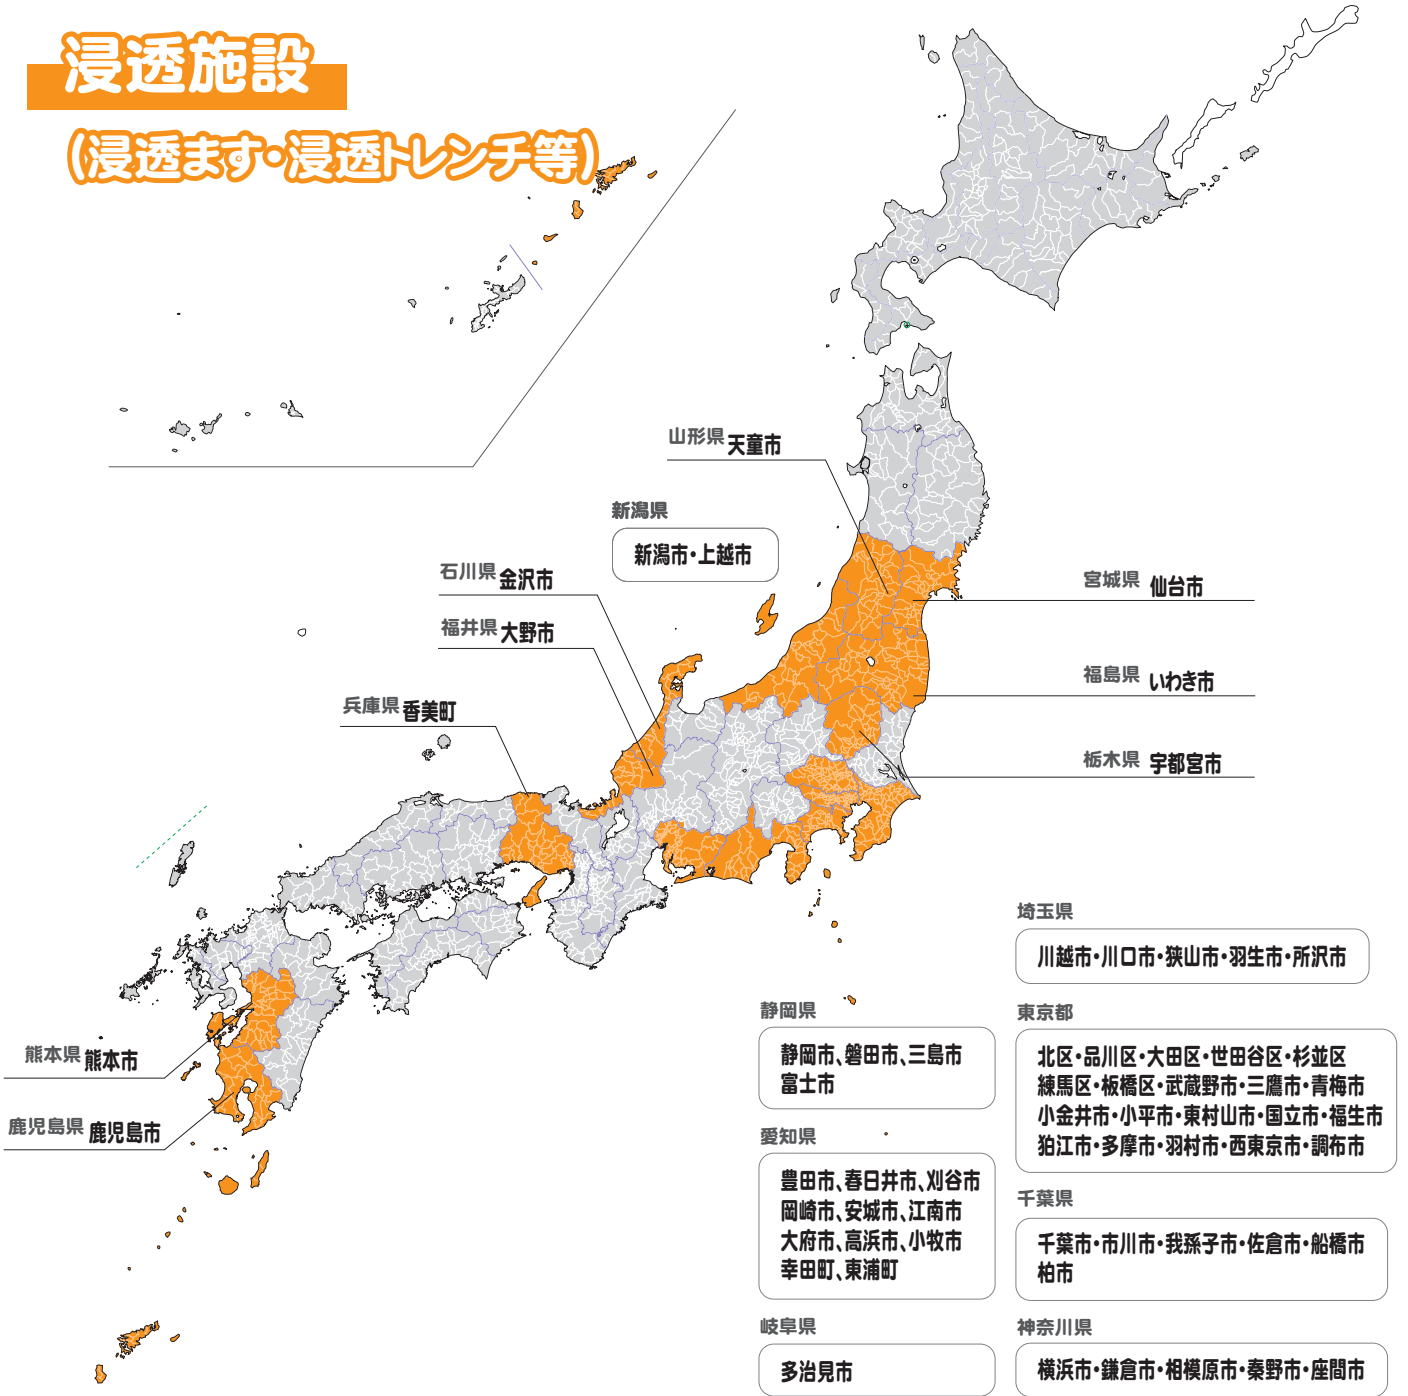 浸透施設
(浸透ます・浸透トレンチ等)
山形県 天童市
新潟県
新潟市・上越市
石川県 金沢市
福井県 大野市
兵庫県 香美町
宮城県 仙台市
福島県 いわき市
栃木県 宇都宮市
熊本県 熊本市
鹿児島県 鹿児島市
静岡県
静岡市、磐田市、三島市
富士市
愛知県
豊田市、春日井市、刈谷市
岡崎市、安城市、江南市
大府市、高浜市、小牧市
幸田町、東浦町
岐阜県
多治見市
埼玉県
川越市・川口市・狭山市・羽生市・所沢市
東京都
北区・品川区・大田区・世田谷区・杉並区
練馬区・板橋区・武蔵野市・三鷹市・青梅市
小金井市・小平市・東村山市・国立市・福生市
狛江市・多摩市・羽村市・西東京市・調布市
千葉県
千葉市・市川市・我孫子市・佐倉市・船橋市
柏市
神奈川県
横浜市・鎌倉市・相模原市・秦野市・座間市